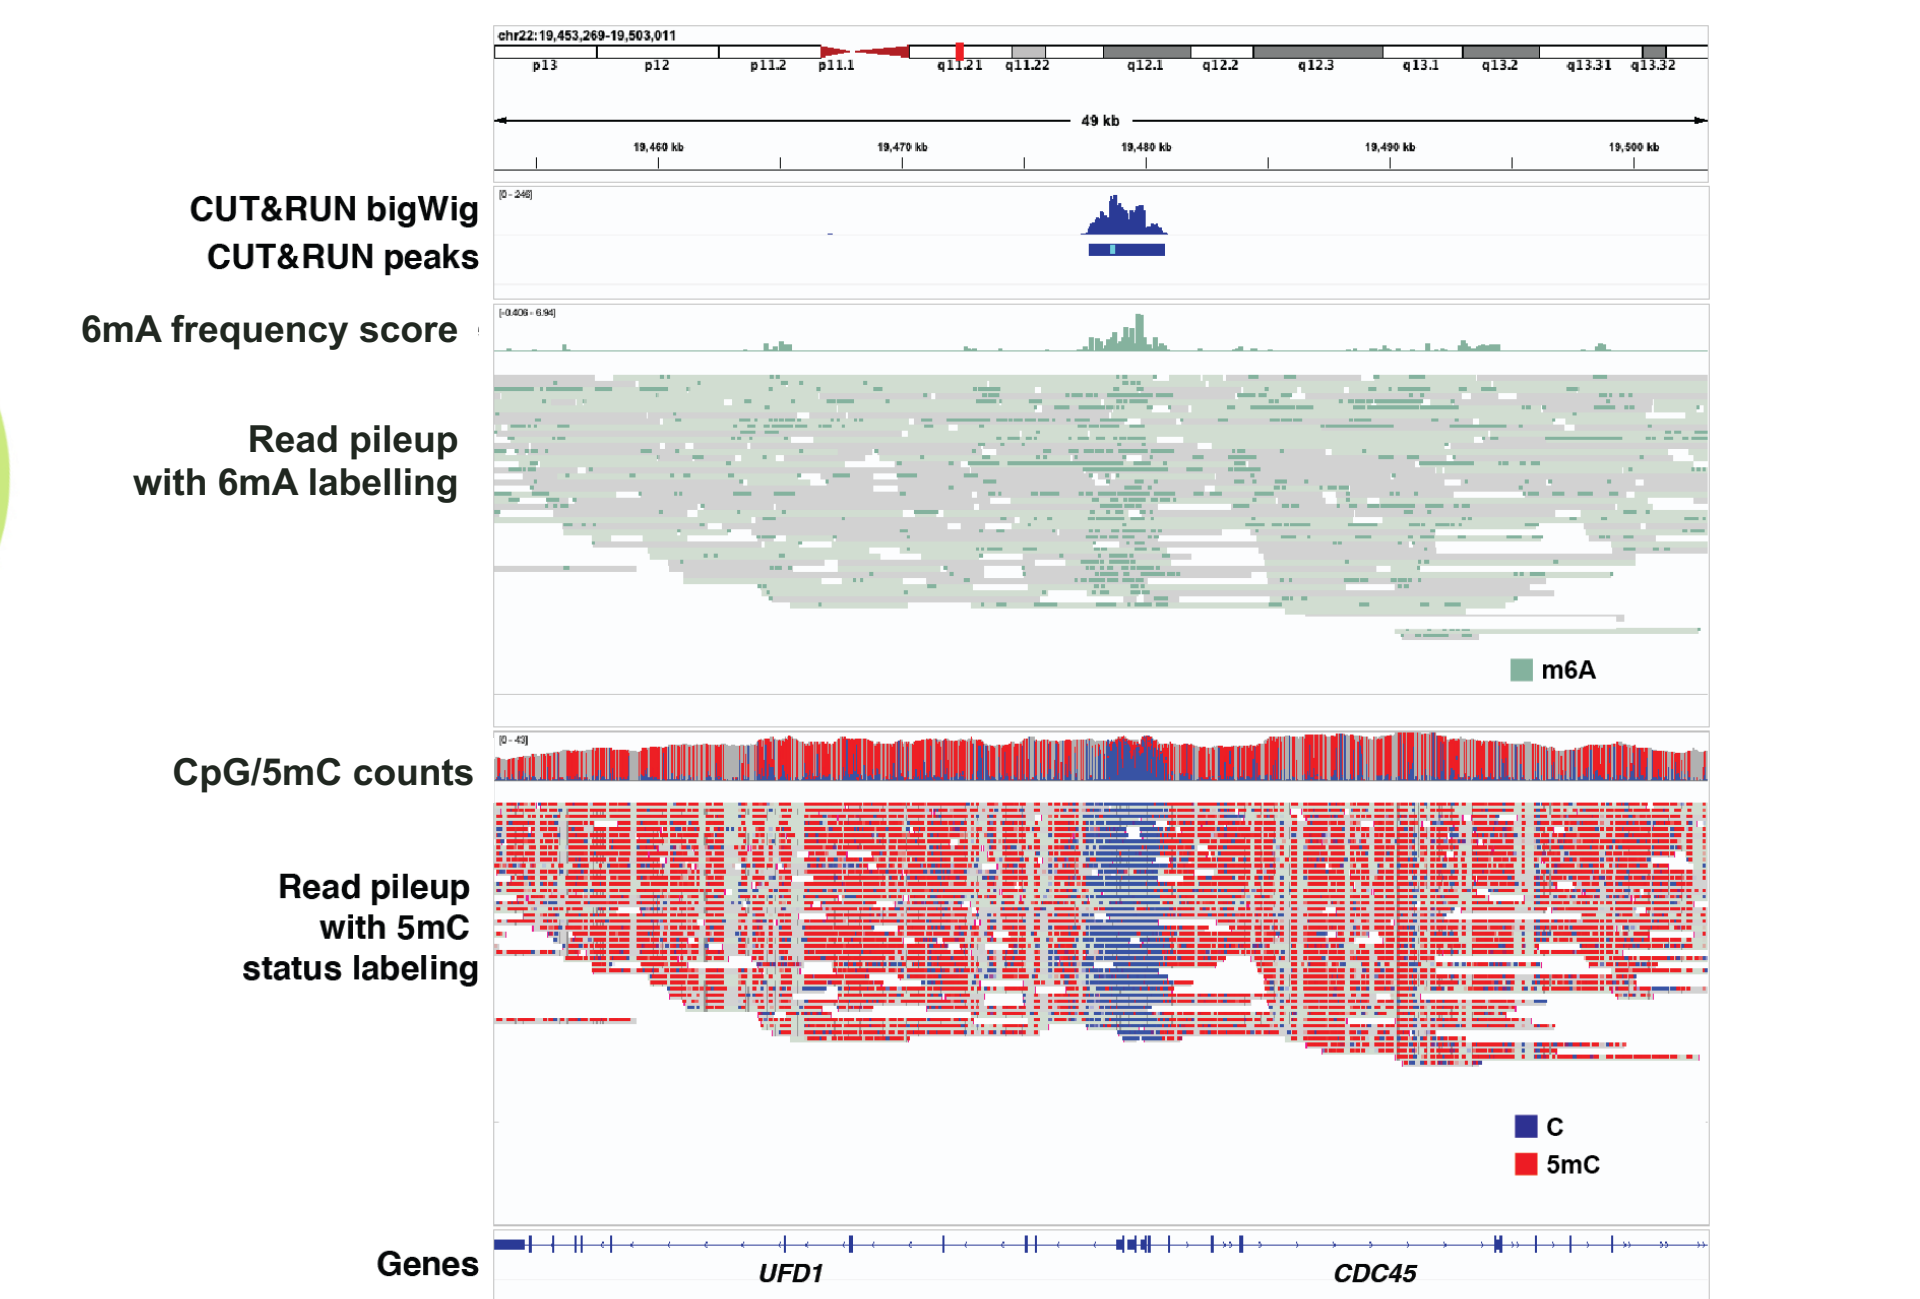 chr22:19,453,269-19,503,011
p13 p12 p11.2 p11.1 q11.21 q11.22 q12.1 q12.2 q12.3 q13.1 q13.2 q13.31 q13.32
49 kb
19,460 kb 19,470 kb 19,480 kb 19,490 kb 19,500 kb
[0 - 246]
CUT&RUN bigWig
CUT&RUN peaks
[-0.406 - 6.94]
6mA frequency score
Read pileup
with 6mA labelling
m6A
[0 - 43]
CpG/5mC counts
Read pileup
with 5mC
status labeling
C
5mC
Genes
UFD1 CDC45